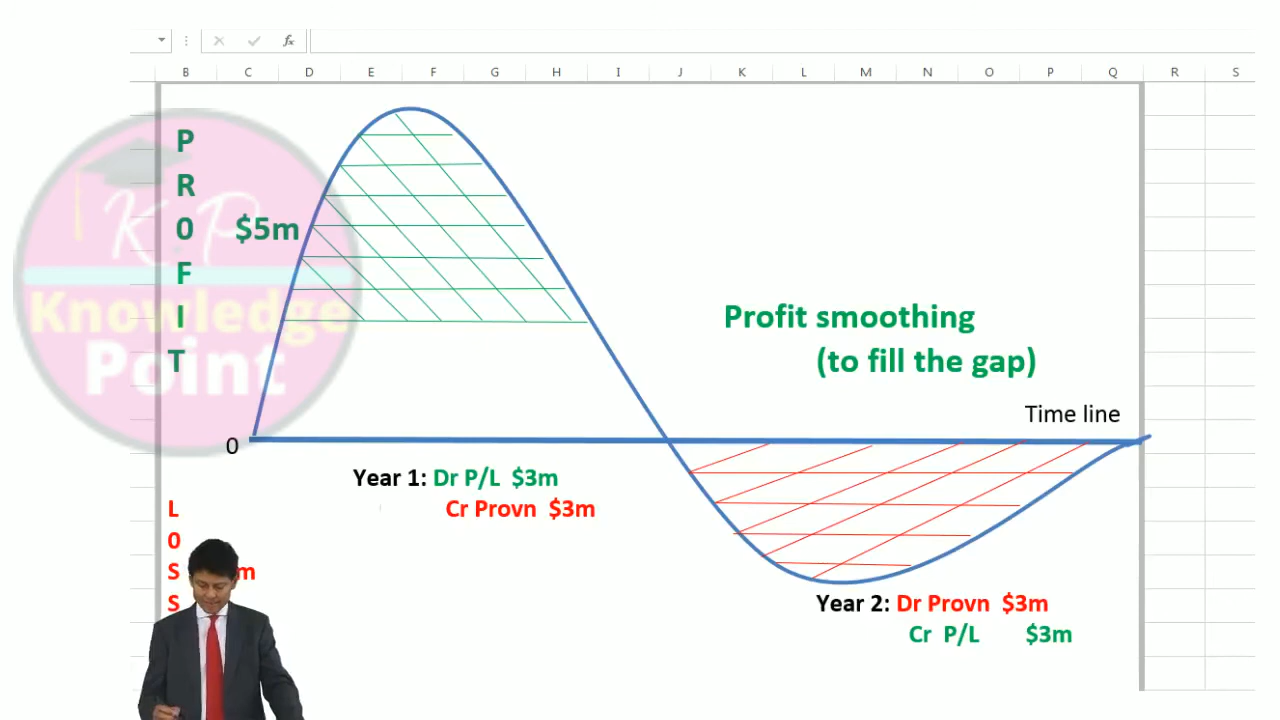 fx
B C D E F G H I J K L M N O P Q R S
P
R
0
F
I
T
$5m
K.P
Knowledge
Point
Profit smoothing
(to fill the gap)
Time line
0
Year 1: Dr P/L $3m
Cr Provn $3m
L
0
S
S
m
Year 2: Dr Provn $3m
Cr P/L $3m